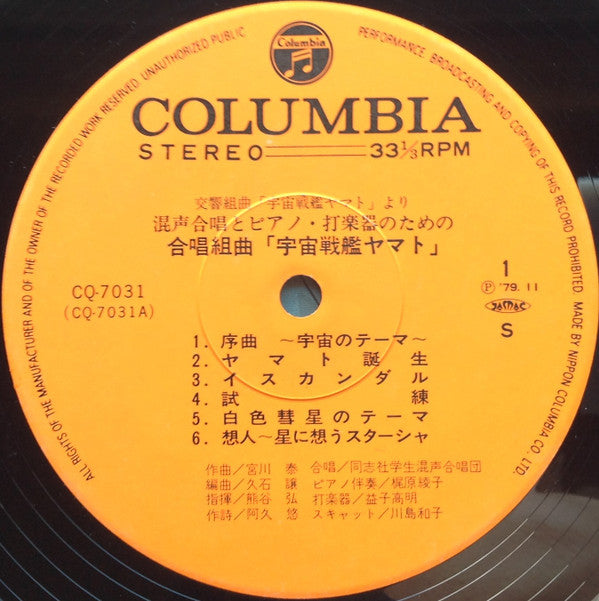 ALL RIGHTS OF THE MANUFACTURER AND OF THE OWNER OF THE RECORDED WORK RESERVED. UNAUTHORIZED PUBLIC PERFORMANCE, BROADCASTING AND COPYING OF THIS RECORD PROHIBITED. MADE BY NIPPON COLUMBIA CO. LTD.
Columbia
COLUMBIA
STEREO 33⅓RPM
交響組曲「宇宙戦艦ヤマト」より
混声合唱とピアノ・打楽器のための
合唱組曲「宇宙戦艦ヤマト」
CQ-7031
(CQ-7031A)
1
Ⓟ '79.11
JASRAC
S
1. 序曲 ～宇宙のテーマ～
2. ヤマト誕生
3. イスカンダル
4. 試練
5. 白色彗星のテーマ
6. 想人～星に想うスターシャ
作曲/宮川 泰 合唱/同志社学生混声合唱団
編曲/久石 譲 ピアノ伴奏/梶原綾子
指揮/熊谷 弘 打楽器/益子高明
作詩/阿久 悠 スキャット/川島和子